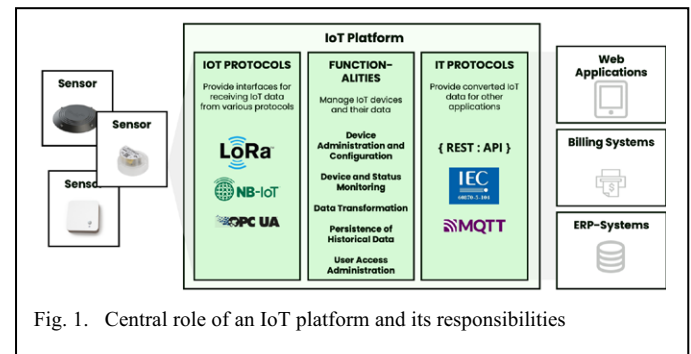 IoT Platform
Sensor
Sensor
Sensor
IOT PROTOCOLS
Provide interfaces for
receiving IoT data
from various protocols
LoRa
NB-IoT
OPC UA
FUNCTION-
ALITIES
Manage IoT devices
and their data
Device
Administration and
Configuration
Device and Status
Monitoring
Data Transformation
Persistence of
Historical Data
User Access
Administration
IT PROTOCOLS
Provide converted IoT
data for other
applications
{ REST : API }
IEC
60870-5-104
MQTT
Web
Applications
Billing Systems
$
ERP-Systems
Fig. 1. Central role of an IoT platform and its responsibilities